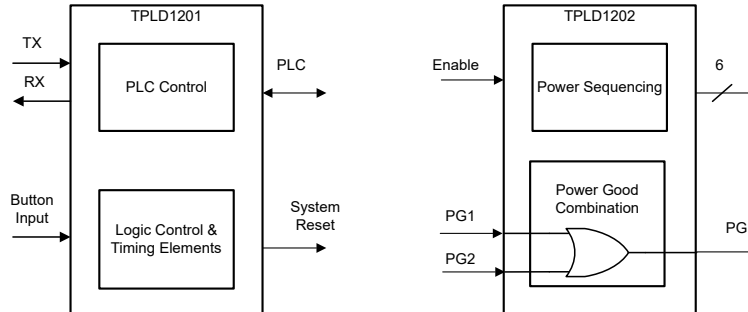 TPLD1201
TX
RX
PLC Control
PLC
Button
Input
Logic Control &
Timing Elements
System
Reset
TPLD1202
Enable
Power Sequencing
6
Power Good
Combination
PG1
PG2
PG